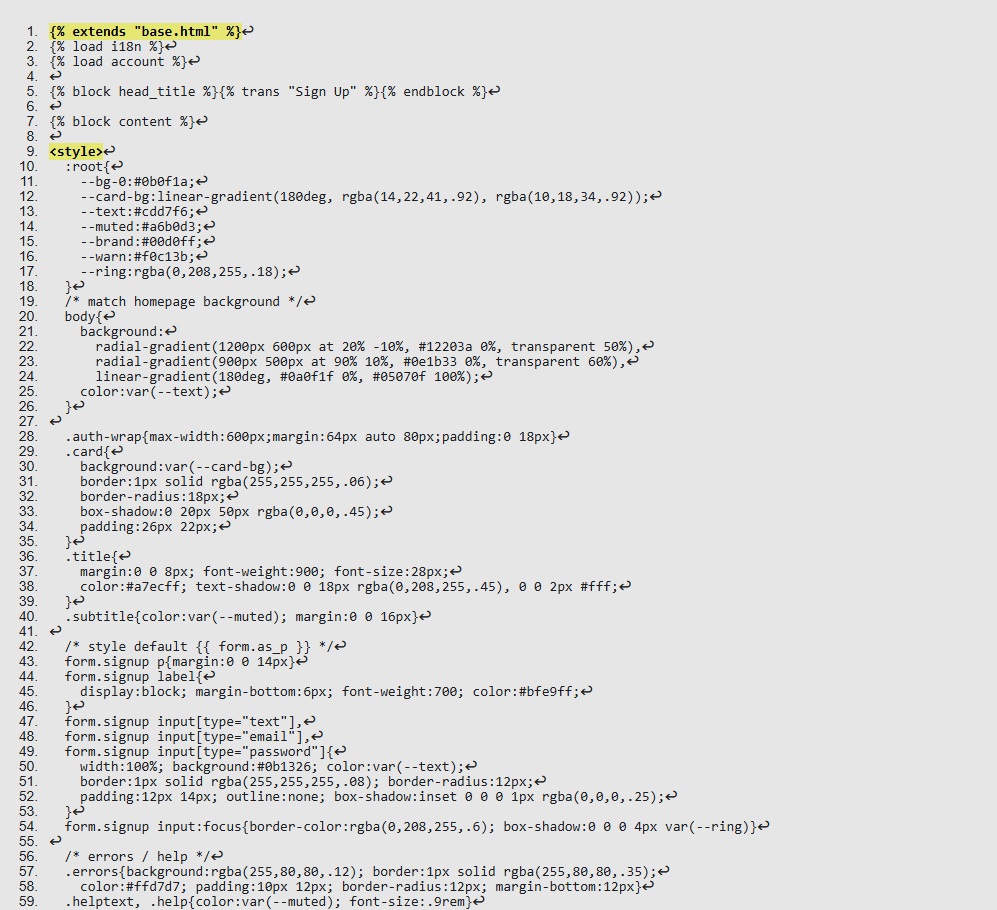 1. {% extends "base.html" %}↩
2. {% load i18n %}↩
3. {% load account %}↩
4. ↩
5. {% block head_title %}{% trans "Sign Up" %}{% endblock %}↩
6. ↩
7. {% block content %}↩
8. ↩
9. <style>↩
10.   :root{↩
11.     --bg-0:#0b0f1a;↩
12.     --card-bg:linear-gradient(180deg, rgba(14,22,41,.92), rgba(10,18,34,.92));↩
13.     --text:#cdd7f6;↩
14.     --muted:#a6b0d3;↩
15.     --brand:#00d0ff;↩
16.     --warn:#f0c13b;↩
17.     --ring:rgba(0,208,255,.18);↩
18.   }↩
19.   /* match homepage background */↩
20.   body{↩
21.     background:↩
22.       radial-gradient(1200px 600px at 20% -10%, #12203a 0%, transparent 50%),↩
23.       radial-gradient(900px 500px at 90% 10%, #0e1b33 0%, transparent 60%),↩
24.       linear-gradient(180deg, #0a0f1f 0%, #05070f 100%);↩
25.     color:var(--text);↩
26.   }↩
27. ↩
28.   .auth-wrap{max-width:600px;margin:64px auto 80px;padding:0 18px}↩
29.   .card{↩
30.     background:var(--card-bg);↩
31.     border:1px solid rgba(255,255,255,.06);↩
32.     border-radius:18px;↩
33.     box-shadow:0 20px 50px rgba(0,0,0,.45);↩
34.     padding:26px 22px;↩
35.   }↩
36.   .title{↩
37.     margin:0 0 8px; font-weight:900; font-size:28px;↩
38.     color:#a7ecff; text-shadow:0 0 18px rgba(0,208,255,.45), 0 0 2px #fff;↩
39.   }↩
40.   .subtitle{color:var(--muted); margin:0 0 16px}↩
41. ↩
42.   /* style default {{ form.as_p }} */↩
43.   form.signup p{margin:0 0 14px}↩
44.   form.signup label{↩
45.     display:block; margin-bottom:6px; font-weight:700; color:#bfe9ff;↩
46.   }↩
47.   form.signup input[type="text"],↩
48.   form.signup input[type="email"],↩
49.   form.signup input[type="password"]{↩
50.     width:100%; background:#0b1326; color:var(--text);↩
51.     border:1px solid rgba(255,255,255,.08); border-radius:12px;↩
52.     padding:12px 14px; outline:none; box-shadow:inset 0 0 0 1px rgba(0,0,0,.25);↩
53.   }↩
54.   form.signup input:focus{border-color:rgba(0,208,255,.6); box-shadow:0 0 0 4px var(--ring)}↩
55. ↩
56.   /* errors / help */↩
57.   .errors{background:rgba(255,80,80,.12); border:1px solid rgba(255,80,80,.35);↩
58.     color:#ffd7d7; padding:10px 12px; border-radius:12px; margin-bottom:12px}↩
59.   .helptext, .help{color:var(--muted); font-size:.9rem}↩